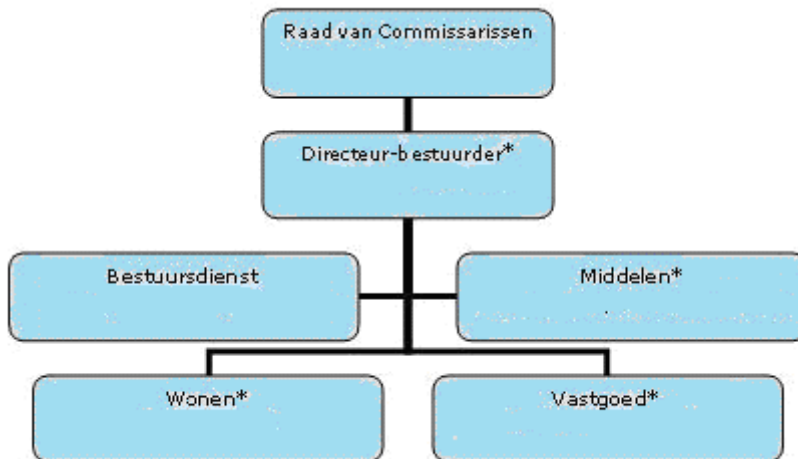 Raad van Commissarissen
Directeur-bestuurder*
Bestuursdienst
Middelen*
Wonen*
Vastgoed*